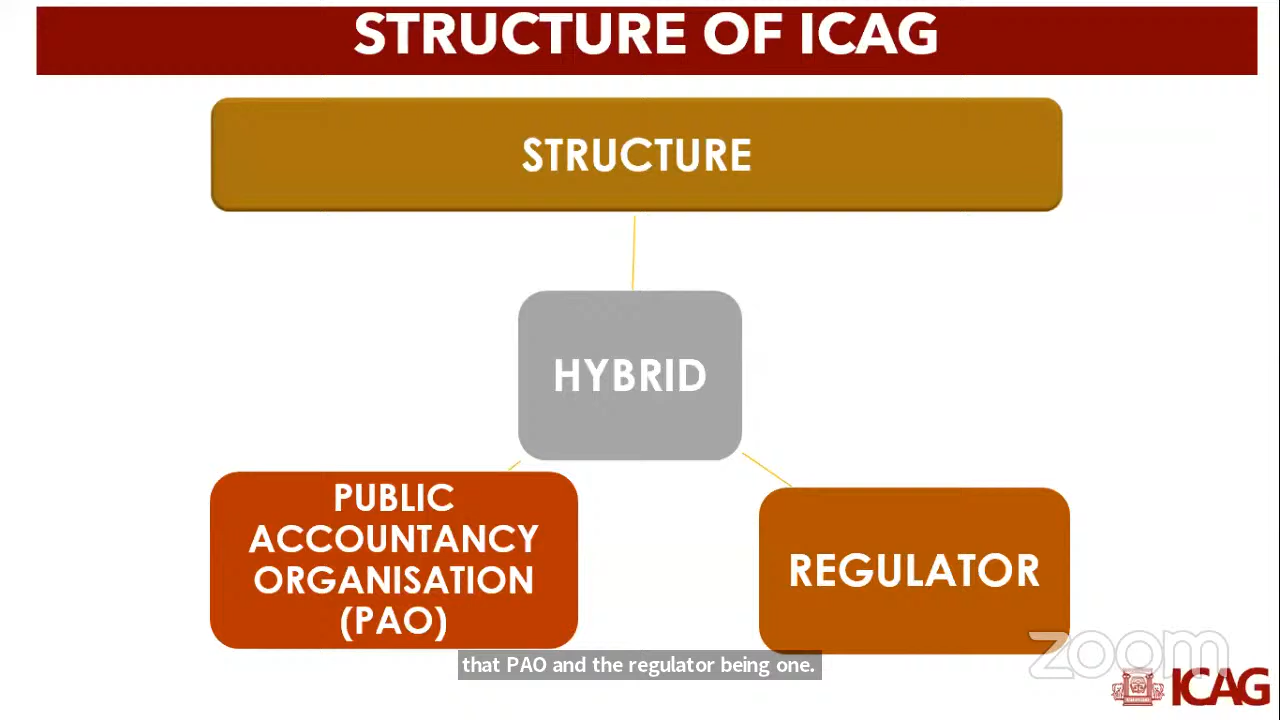 STRUCTURE OF ICAG
STRUCTURE
HYBRID
PUBLIC
ACCOUNTANCY
ORGANISATION
(PAO)
REGULATOR
that PAO and the regulator being one.
zoom
ICAG